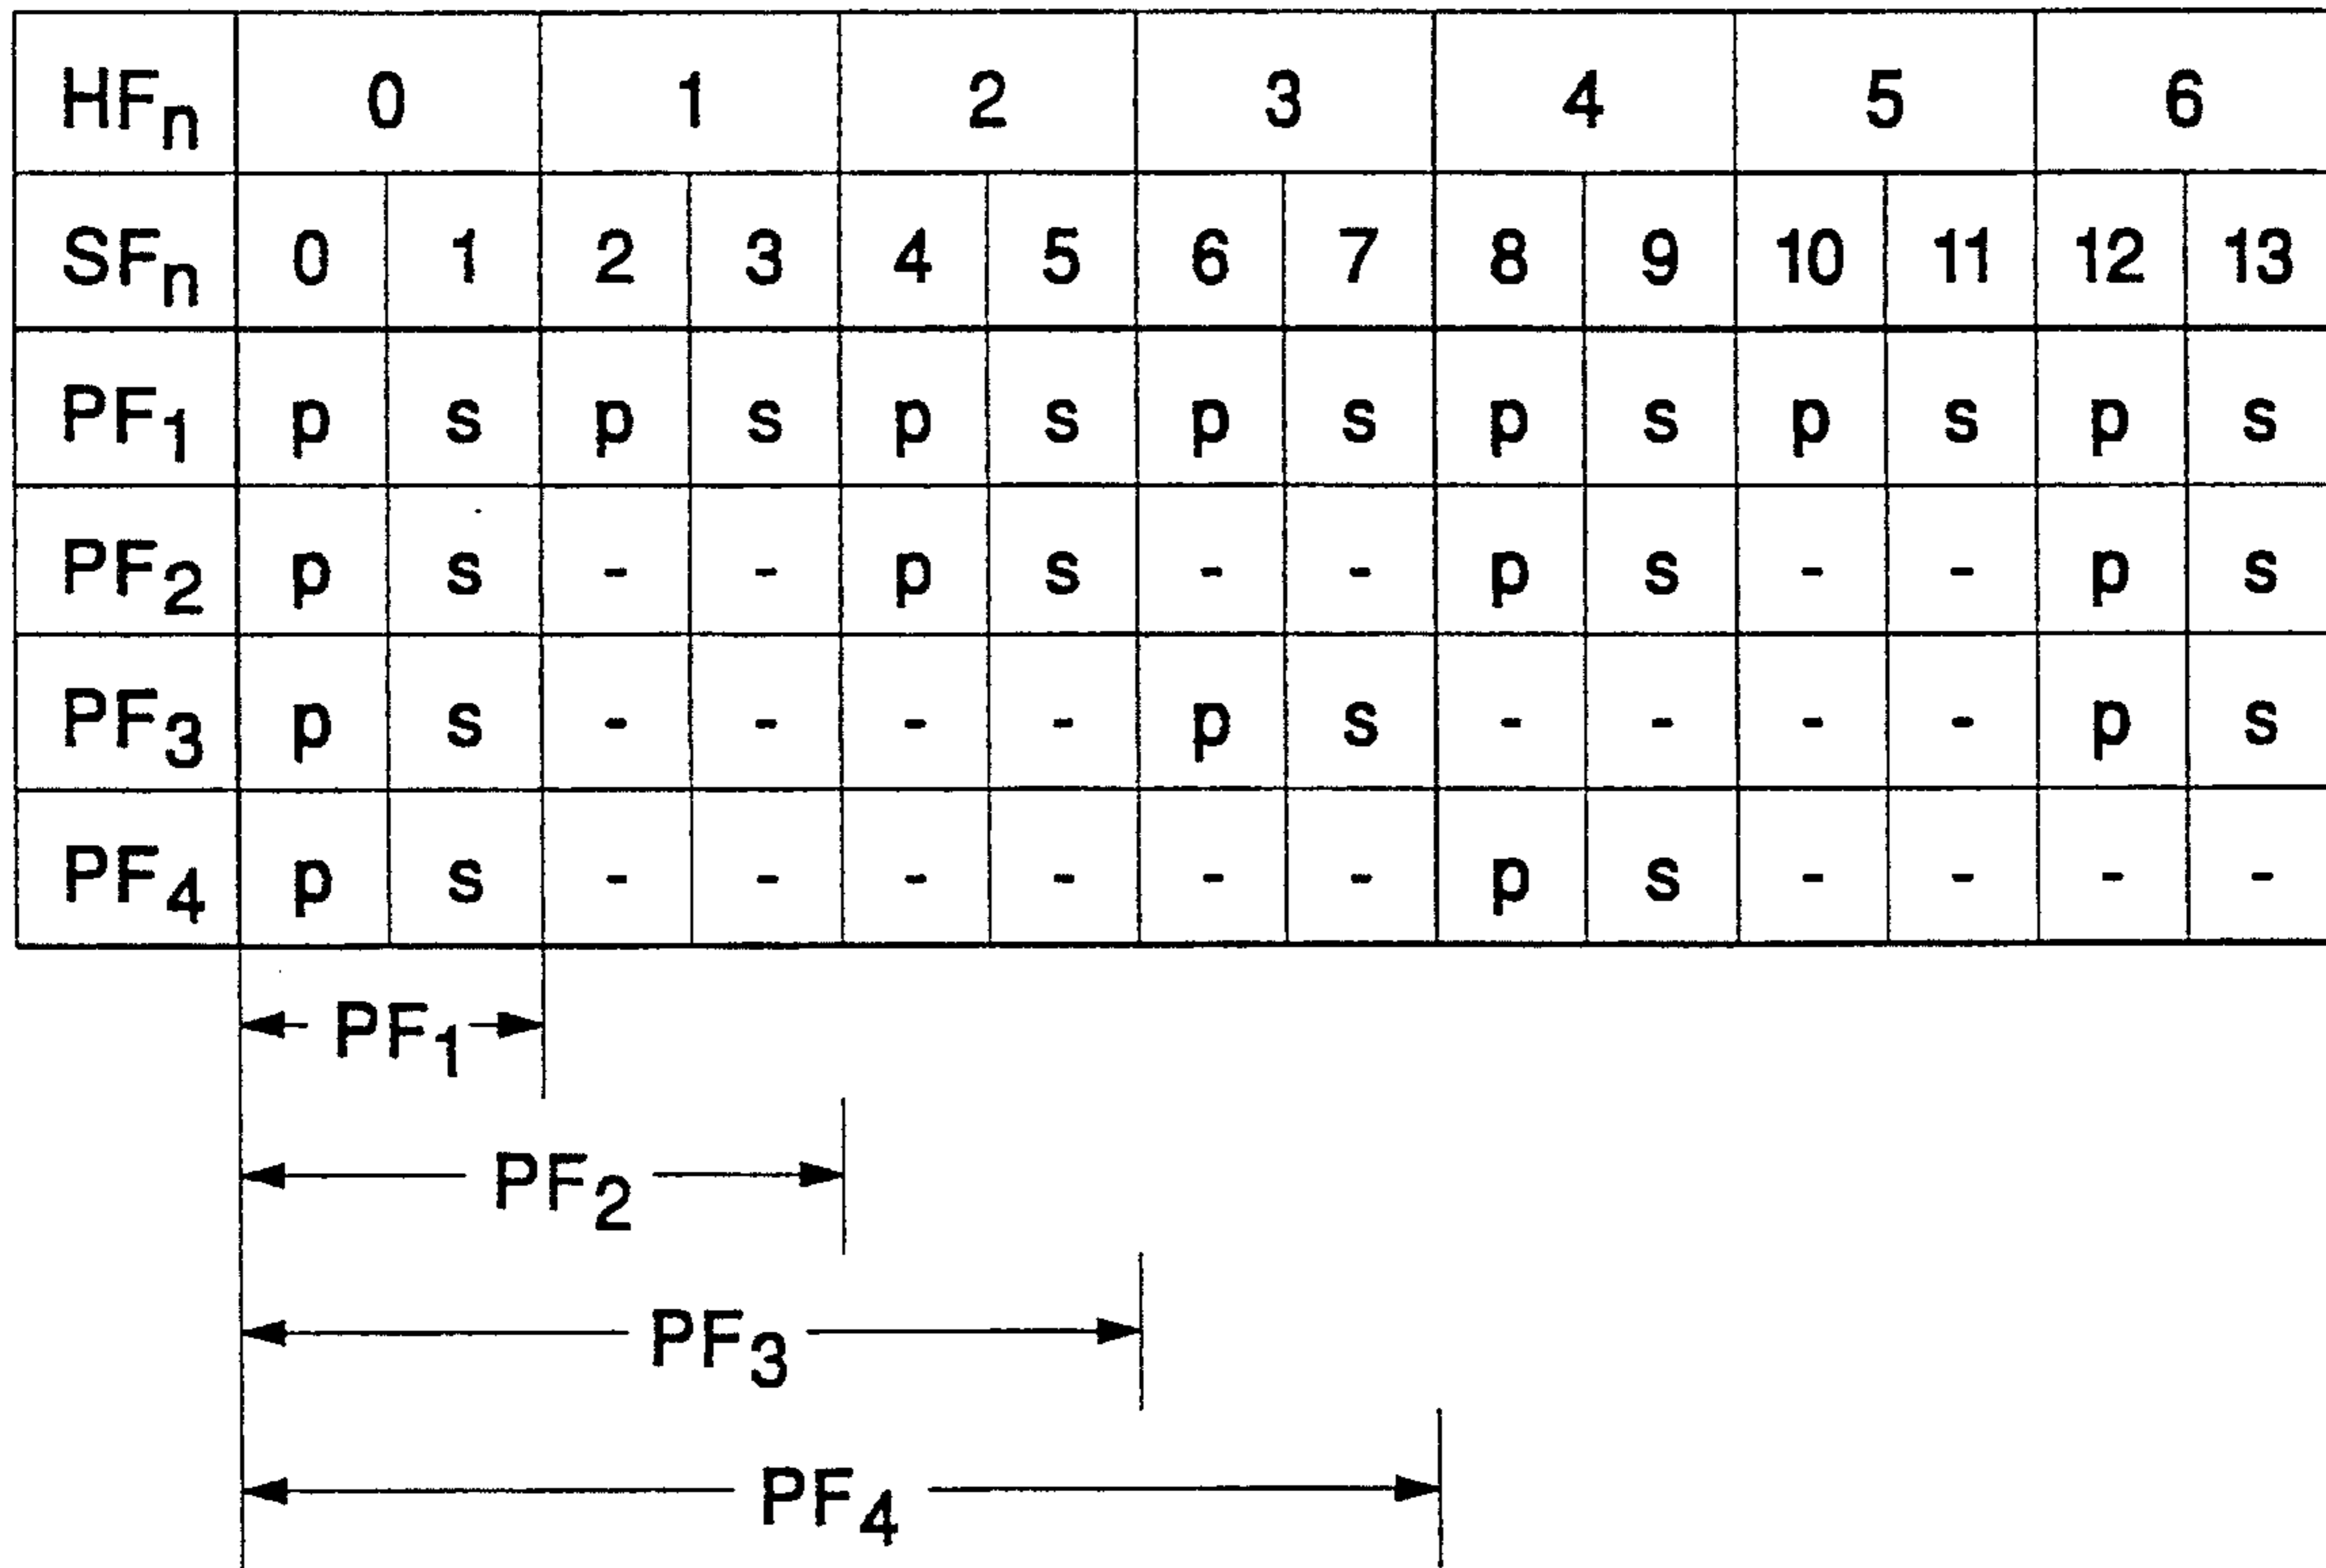 HFn 0 1 2 3 4 5 6
SFn 0 1 2 3 4 5 6 7 8 9 10 11 12 13
PF1 p s p s p s p s p s p s p s
PF2 p s - - p s - - p s - - p s
PF3 p s - - - - p s - - - - p s
PF4 p s - - - - - - p s - - - -
PF1
PF2
PF3
PF4